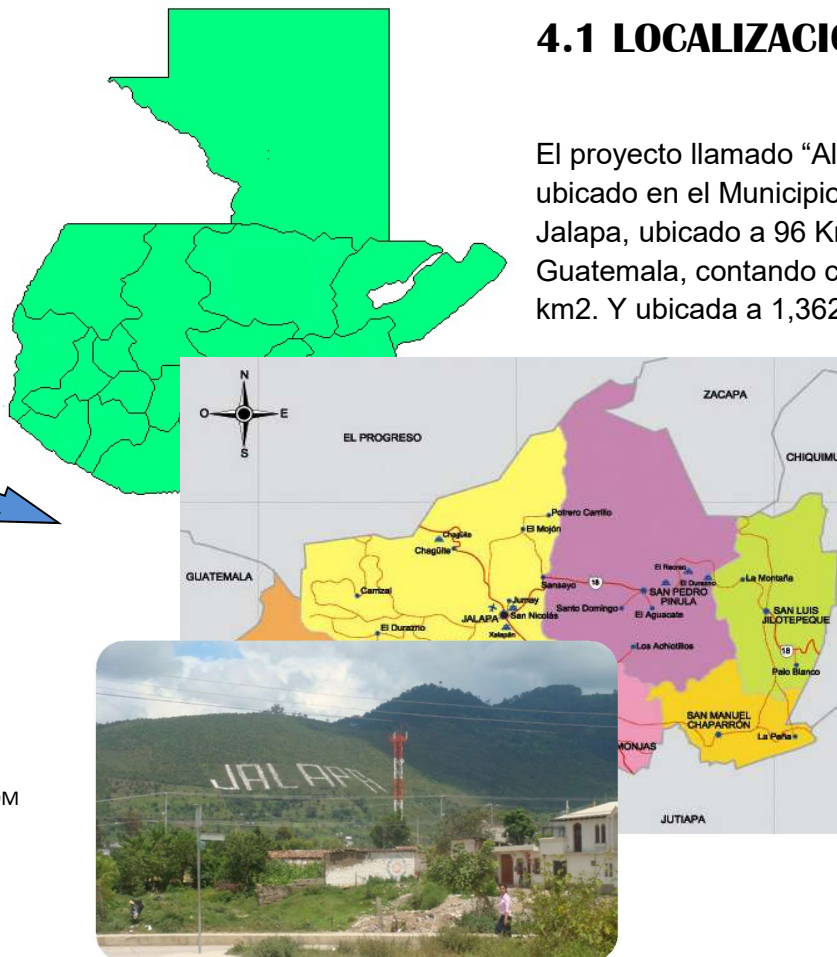 4.1 LOCALIZACIÓ
El proyecto llamado “Al
ubicado en el Municipio
Jalapa, ubicado a 96 Km
Guatemala, contando c
km2. Y ubicada a 1,362
N
O E
S
EL PROGRESO
ZACAPA
CHIQUIMU
GUATEMALA
Potrero Carrillo
El Mojón
Chagüite
Chagüite
Carrizal
Sansayo
18
El Durazno
SAN PEDRO
PINULA
La Montaña
Jumay
JALAPA
San Nicolás
Santo Domingo
El Aguacate
SAN LUIS
JILOTEPEQUE
El Durazno
Xalapán
Los Achiotillos
18
Palo Blanco
SAN MANUEL
CHAPARRÓN
La Peña
MONJAS
JUTIAPA
JALAPA
OM